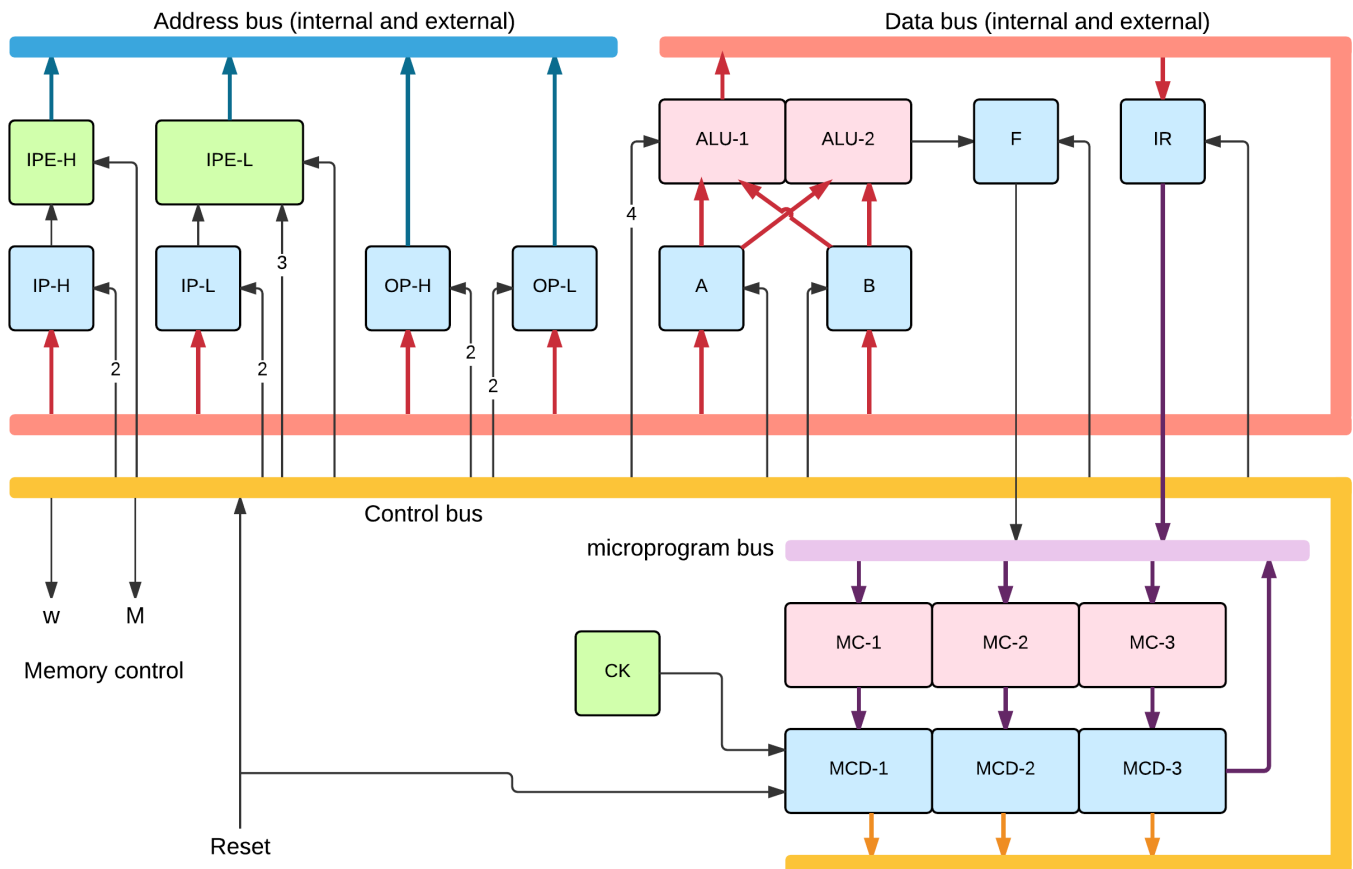 Address bus (internal and external)
Data bus (internal and external)
IPE-H
IPE-L
ALU-1
ALU-2
F
IR
4
3
IP-H
IP-L
OP-H
OP-L
A
B
2
2
2
2
Control bus
microprogram bus
w
M
Memory control
CK
MC-1
MC-2
MC-3
MCD-1
MCD-2
MCD-3
Reset